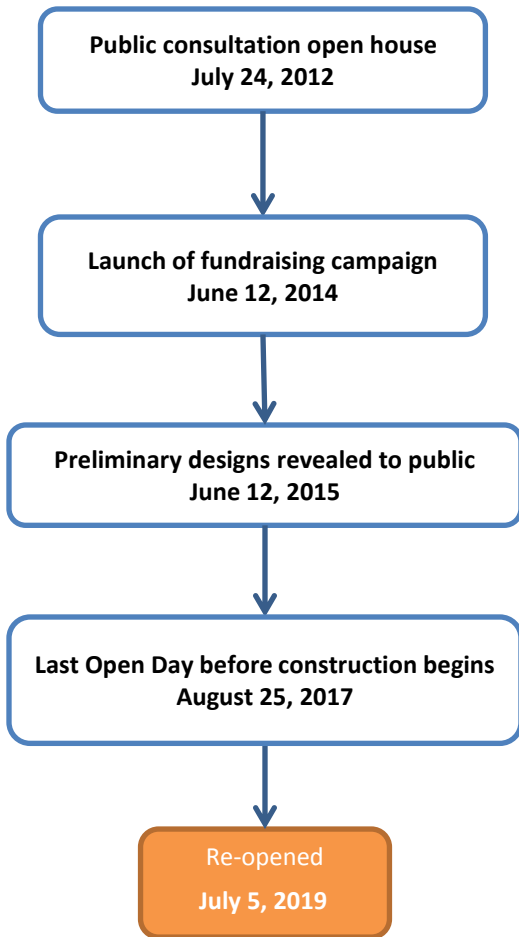 Public consultation open house
July 24, 2012
Launch of fundraising campaign
June 12, 2014
Preliminary designs revealed to public
June 12, 2015
Last Open Day before construction begins
August 25, 2017
Re-opened
July 5, 2019